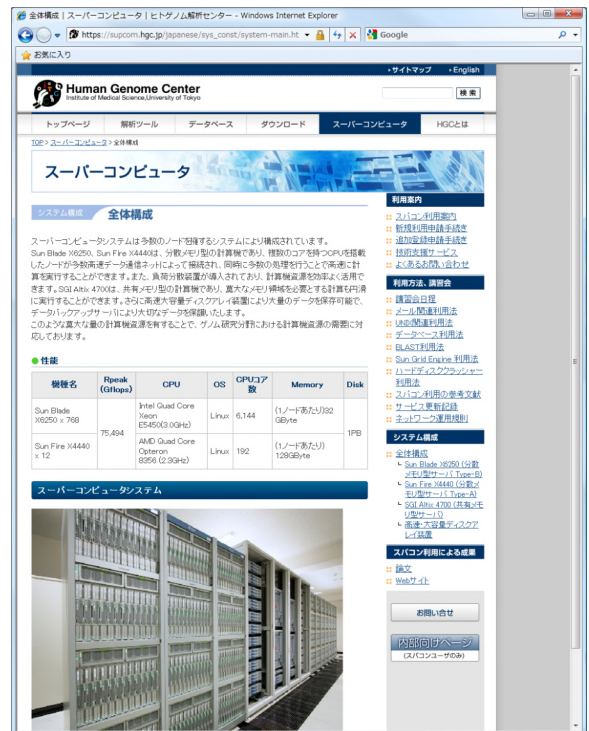 全体構成 | スーパーコンピュータ | ヒトゲノム解析センター - Windows Internet Explorer
https://supcom.hgc.jp/japanese/sys_const/system-main.ht
Google
お気に入り
サイトマップ English
Human Genome Center
Institute of Medical Science,University of Tokyo
検索
トップページ 解析ツール データベース ダウンロード スーパーコンピュータ HGCとは
TOP > スーパーコンピュータ > 全体構成
スーパーコンピュータ
システム構成 全体構成
スーパーコンピュータシステムは多数のノードを擁するシステムにより構成されています。
Sun Blade X6250、Sun Fire X4440は、分散メモリ型の計算機であり、複数のコアを持つCPUを搭載
したノードが多数高速データ通信ネットによって接続され、同時に多数の処理を行うことで高速に計
算を実行することができます。また、負荷分散装置が導入されており、計算機資源を効率よく活用で
きます。SGI Altix 4700は、共有メモリ型の計算機であり、莫大なメモリ領域を必要とする計算も円滑
に実行することができます。さらに高速大容量ディスクアレイ装置により大量のデータを保存可能で、
データバックアップサーバにより大切なデータを保護いたします。
このような莫大な量の計算機資源を有することで、ゲノム研究分野における計算機資源の需要に対
応しております。
性能
機種名 Rpeak (Gflops) CPU OS CPUコア数 Memory Disk
Sun Blade X6250 x 768 75,494 Intel Quad Core Xeon E5450(3.0GHz) Linux 6,144 (1ノードあたり)32 GByte 1PB
Sun Fire X4440 x 12 AMD Quad Core Opteron 8356 (2.3GHz) Linux 192 (1ノードあたり) 128GByte
スーパーコンピュータシステム
利用案内
スパコン利用案内
新規利用申請手続き
追加登録申請手続き
技術支援サービス
よくあるお問い合わせ
利用方法、講習会
講習会日程
メール関連利用法
UNIX関連利用法
データベース利用法
BLAST利用法
Sun Grid Engine 利用法
ハードディスククラッシャー
利用法
スパコン利用の参考文献
サービス更新記録
ネットワーク運用規則
システム構成
全体構成
Sun Blade X6250 (分散
メモリ型サーバ Type-B)
Sun Fire X4440 (分散メ
モリ型サーバ Type-A)
SGI Altix 4700 (共有メモ
リ型サーバ)
高速・大容量ディスクア
レイ装置
スパコン利用による成果
論文
Webサイト
お問い合せ
内部向けページ
(スパコンユーザのみ)